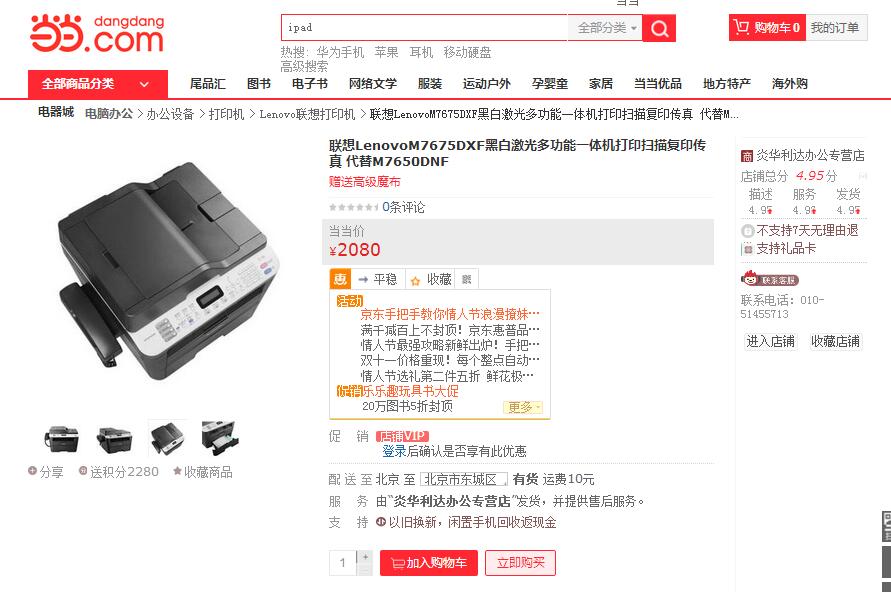 dangdang
当当.com
ipad
全部分类
购物车 0
我的订单
热搜: 华为手机 苹果 耳机 移动硬盘
高级搜索
全部商品分类
尾品汇 图书 电子书 网络文学 服装 运动户外 孕婴童 家居 当当优品 地方特产 海外购
电器城 电脑办公 > 办公设备 > 打印机 > Lenovo联想打印机 > 联想LenovoM7675DXF黑白激光多功能一体机打印扫描复印传真 代替M...
联想LenovoM7675DXF黑白激光多功能一体机打印扫描复印传
真 代替M7650DNF
赠送高级魔布
0条评论
当当价
¥2080
惠 → 平稳 收藏
活动
京东手把手教你情人节浪漫撩妹…
满千减百上不封顶！京东惠普品…
情人节最强攻略新鲜出炉！手把…
双十一价格重现！每个整点自动…
情人节选礼第二件五折 鲜花极…
促销乐乐趣玩具书大促
20万图书5折封顶
更多
促 销 店铺VIP
登录后确认是否享有此优惠
配 送 至 北京 至 北京市东城区 有货 运费10元
服 务 由“炎华利达办公专营店”发货，并提供售后服务。
支 持 以旧换新，闲置手机回收返现金
1 + 加入购物车 立即购买
分享 送积分2280 收藏商品
商 炎华利达办公专营店
店铺总分 4.95分
描述 服务 发货
4.95 4.95 4.95
不支持7天无理由退
支持礼品卡
联系客服
联系电话：010-
51455713
进入店铺 收藏店铺